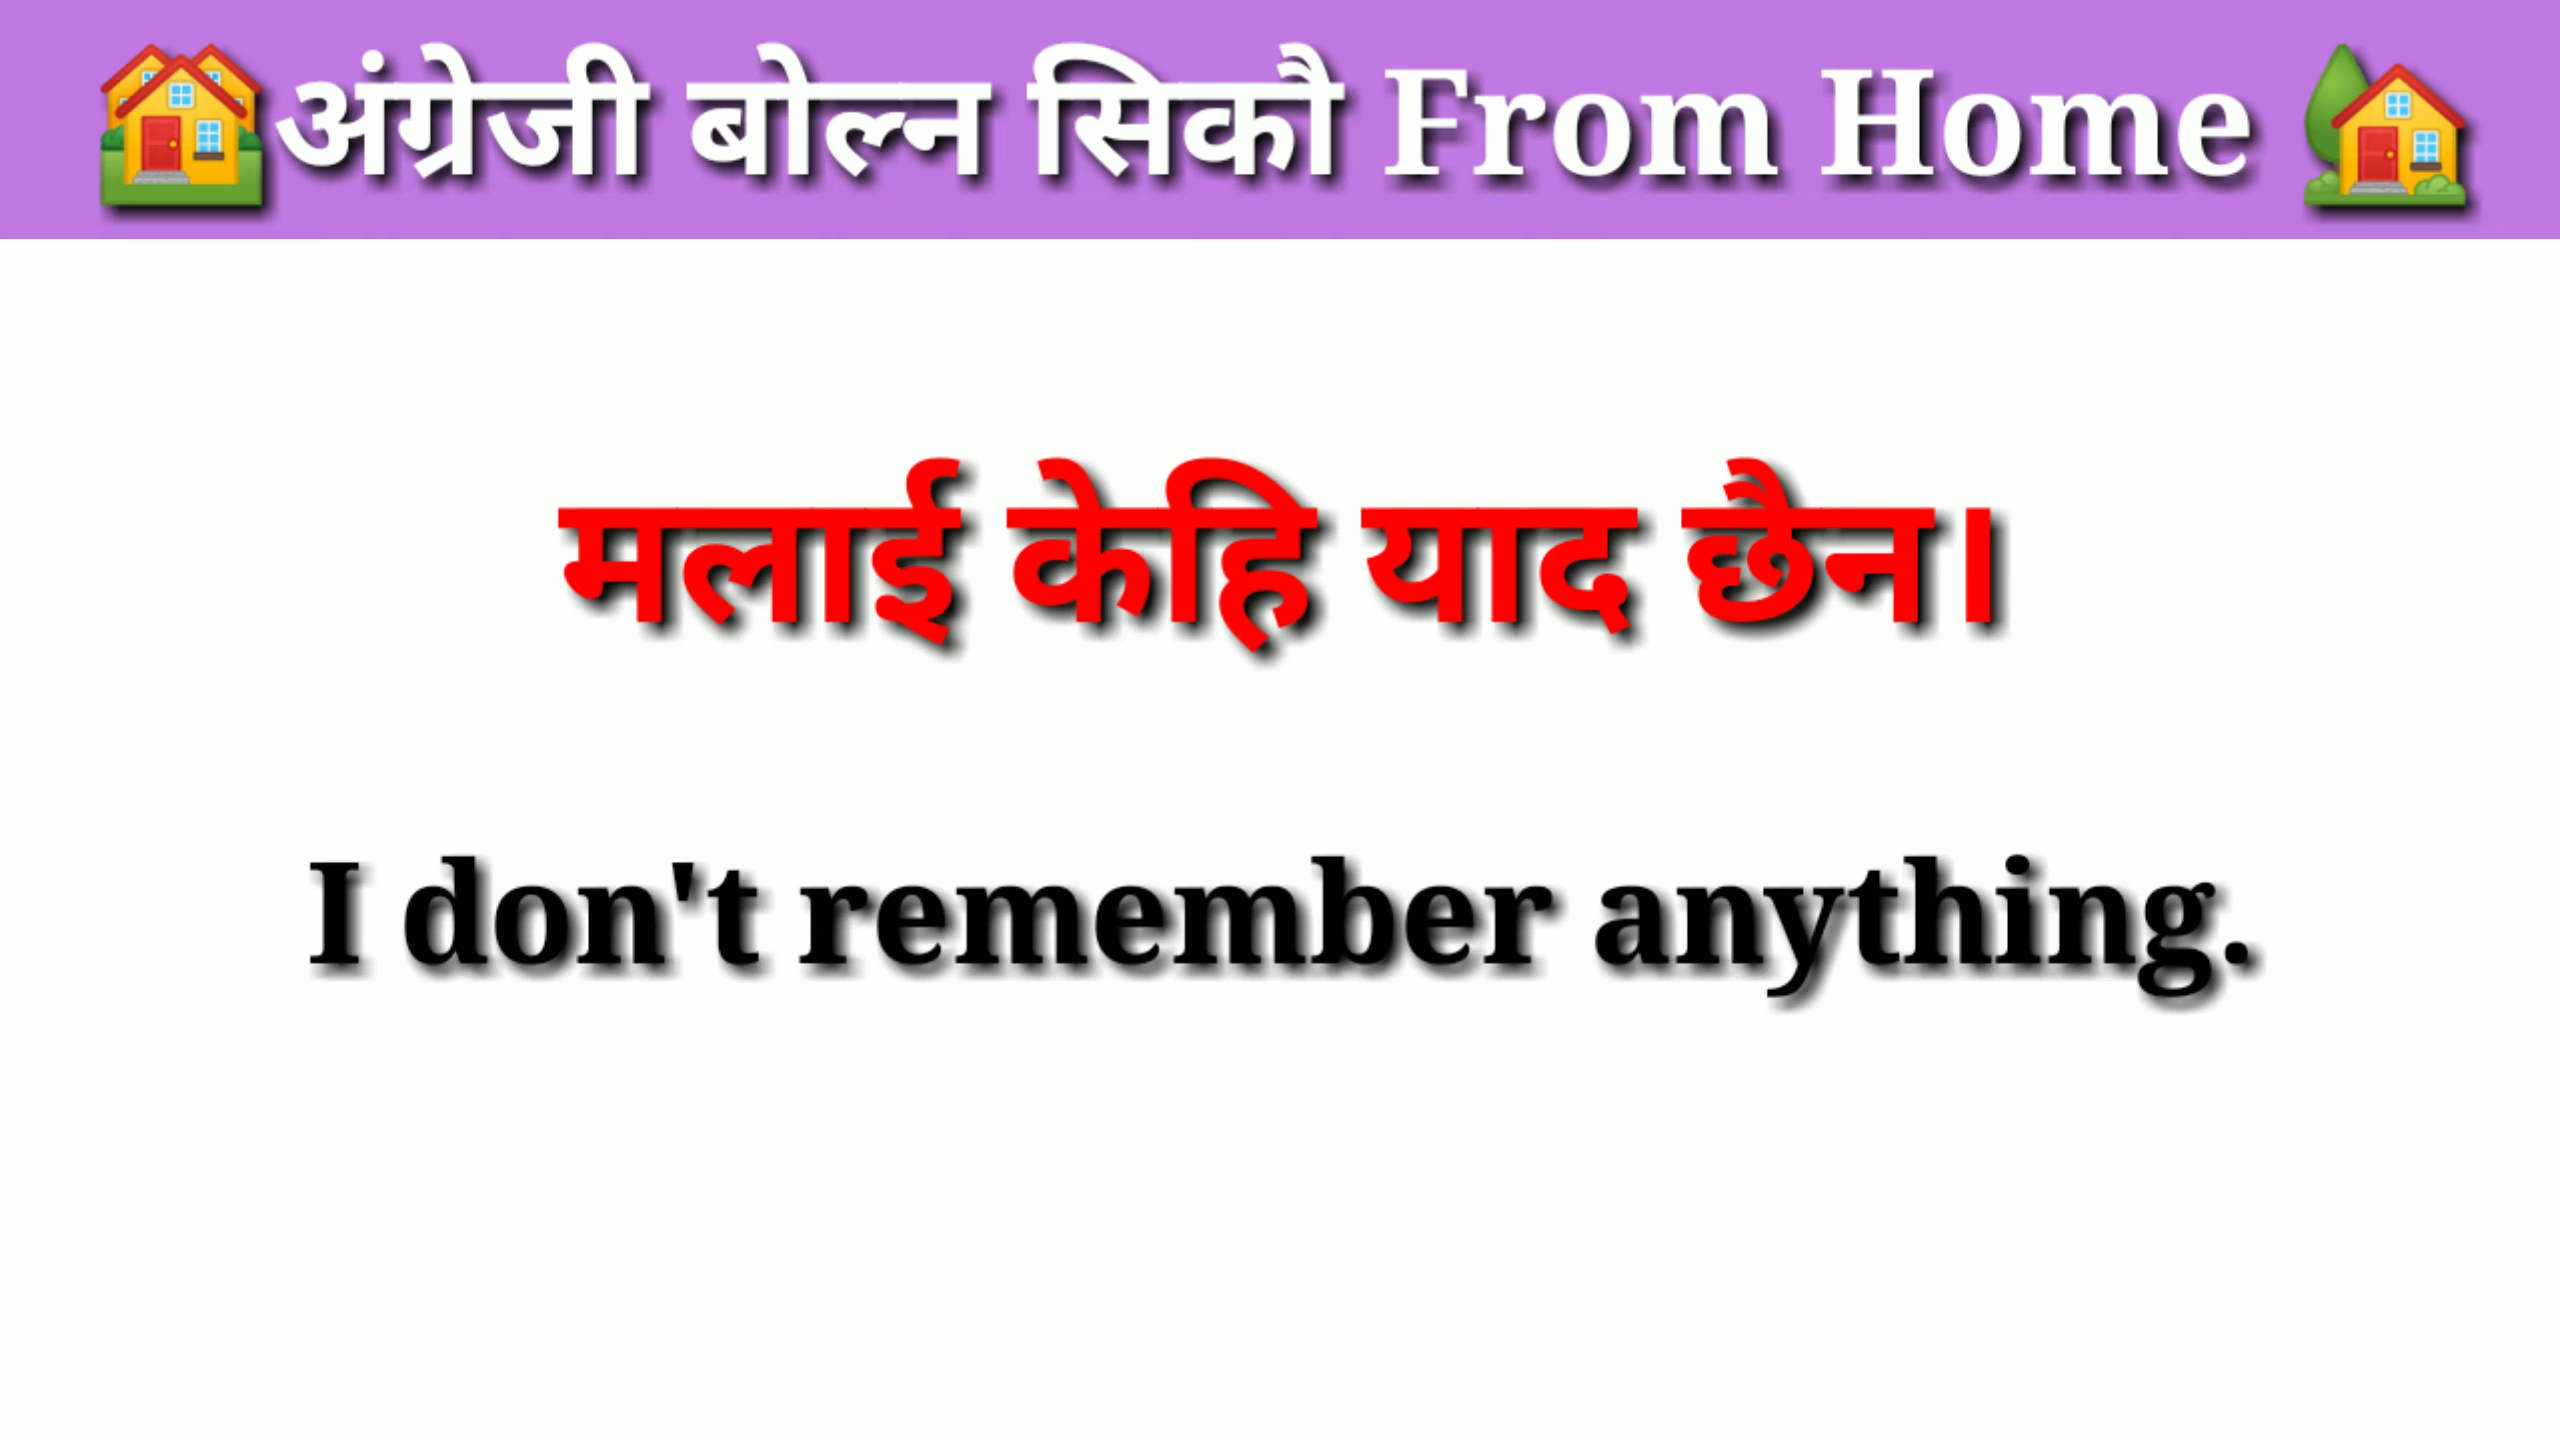 अंग्रेजी बोल्न सिकौ From Home
मलाई केहि याद छैन।
I don't remember anything.